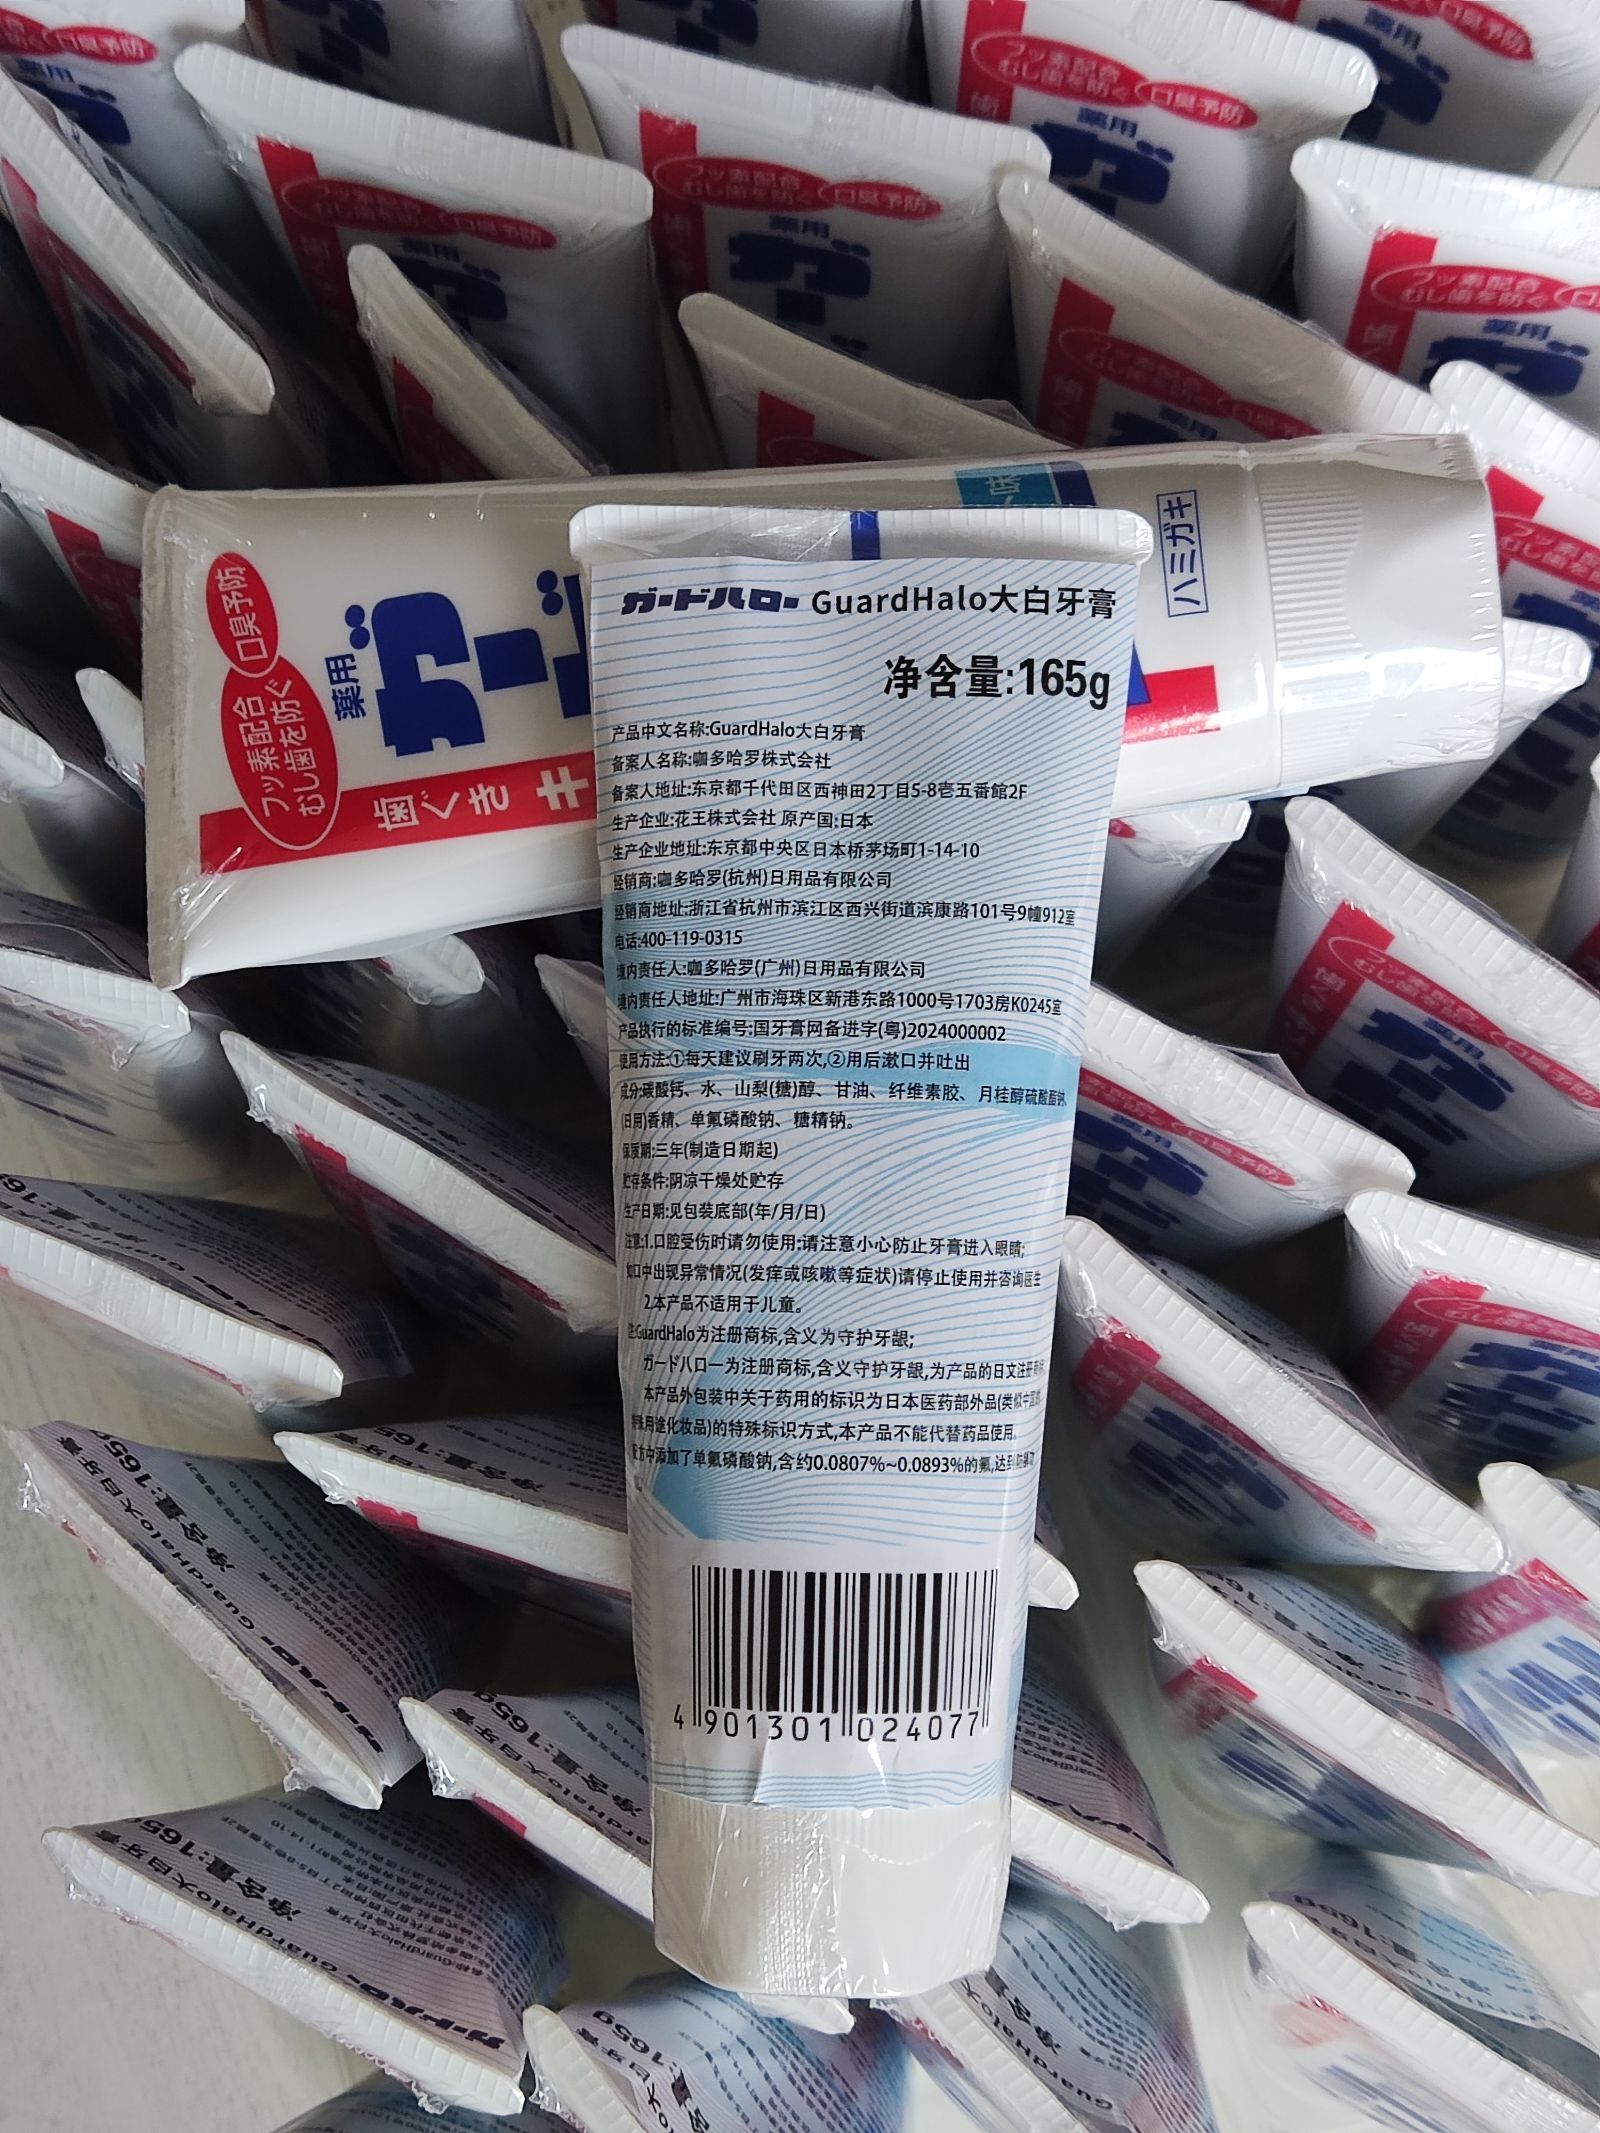 ガードハロー GuardHalo大白牙膏
净含量:165g
产品中文名称:GuardHalo大白牙膏
备案人名称:咖多哈罗株式会社
备案人地址:东京都千代田区西神田2丁目5-8壱五番館2F
生产企业:花王株式会社 原产国:日本
生产企业地址:东京都中央区日本桥茅场町1-14-10
经销商:咖多哈罗(杭州)日用品有限公司
经销商地址:浙江省杭州市滨江区西兴街道滨康路101号9幢912室
电话:400-119-0315
境内责任人:咖多哈罗(广州)日用品有限公司
境内责任人地址:广州市海珠区新港东路1000号1703房K0245室
产品执行的标准编号:国牙膏网备进字(粤)2024000002
使用方法:①每天建议刷牙两次,②用后漱口并吐出
成分:碳酸钙、水、山梨(糖)醇、甘油、纤维素胶、月桂醇硫酸酯钠、
(日用)香精、单氟磷酸钠、糖精钠。
保质期:三年(制造日期起)
贮存条件:阴凉干燥处贮存
生产日期:见包装底部(年/月/日)
注意:1.口腔受伤时请勿使用;请注意小心防止牙膏进入眼睛;
如口中出现异常情况(发痒或咳嗽等症状)请停止使用并咨询医生
2.本产品不适用于儿童。
注:GuardHalo为注册商标,含义为守护牙龈;
ガードハロー为注册商标,含义守护牙龈,为产品的日文注册商标
本产品外包装中关于药用的标识为日本医药部外品(类似中国的
特殊用途化妆品)的特殊标识方式,本产品不能代替药品使用。
配方中添加了单氟磷酸钠,含约0.0807%~0.0893%的氟,达到防龋
4 901301 024077
フッ素配合
むし歯を防ぐ
口臭予防
薬用
ガード
歯ぐき キ
ハミガキ